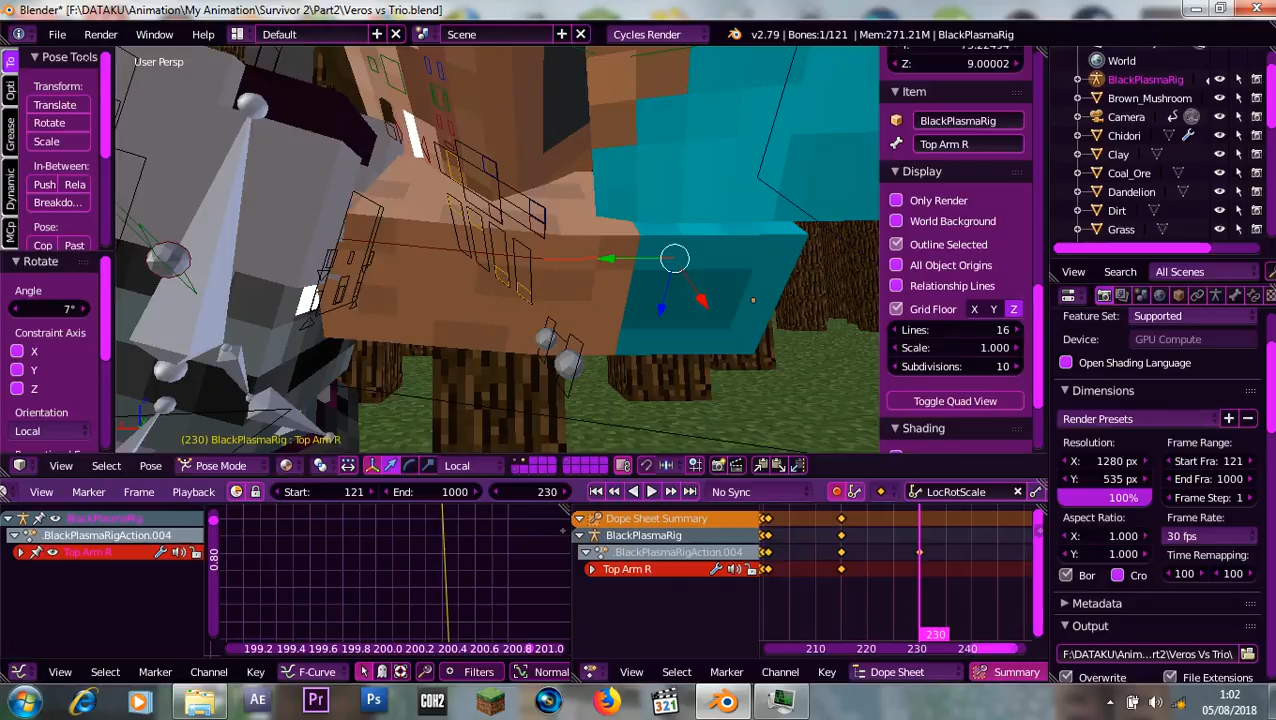 Blender* [F:\DATAKU\Animation\My Animation\Survivor 2\Part2\Veros vs Trio.blend]
File Render Window Help Default Scene Cycles Render v2.79 | Bones:1/121 | Mem:271.21M | BlackPlasmaRig
Pose Tools
Transform:
Translate
Rotate
Scale
In-Between:
Push Rela
Breakdo...
Pose:
Cop Past
To
Opti
Grease
Dynamic
MCp
Rotate
Angle
7°
Constraint Axis
X
Y
Z
Orientation
Local
User Persp
(230) BlackPlasmaRig : Top Arm R
Z: 9.00002
Item
BlackPlasmaRig
Top Arm R
Display
Only Render
World Background
Outline Selected
All Object Origins
Relationship Lines
Grid Floor X Y Z
Lines: 16
Scale: 1.000
Subdivisions: 10
Toggle Quad View
Shading
World
BlackPlasmaRig
Brown_Mushroom
Camera
Chidori
Clay
Coal_Ore
Dandelion
Dirt
Grass
View Search All Scenes
Feature Set: Supported
Device: GPU Compute
Open Shading Language
Dimensions
Render Presets
Resolution: Frame Range:
X: 1280 px Start Fra: 121
Y: 535 px End Fra: 1000
100% Frame Step: 1
Aspect Ratio: Frame Rate:
X: 1.000 30 fps
Y: 1.000 Time Remapping:
Bor Cro 100 100
Metadata
Output
F:\DATAKU\Anim...rt2\Veros Vs Trio\
Overwrite File Extensions
View Select Pose Pose Mode Local
View Marker Frame Playback Start: 121 End: 1000 230 No Sync LocRotScale
BlackPlasmaRig
BlackPlasmaRigAction.004
Top Arm R
0.80
199.2 199.4 199.6 199.8 200.0 200.2 200.4 200.6 200.8 201.0
View Select Marker Channel Key F-Curve Filters Normal
Dope Sheet Summary
BlackPlasmaRig
BlackPlasmaRigAction.004
Top Arm R
210 220 230 230 240
View Select Marker Channel Key Dope Sheet Summary
Ae Pr Ps COH2 321
1:02
05/08/2018